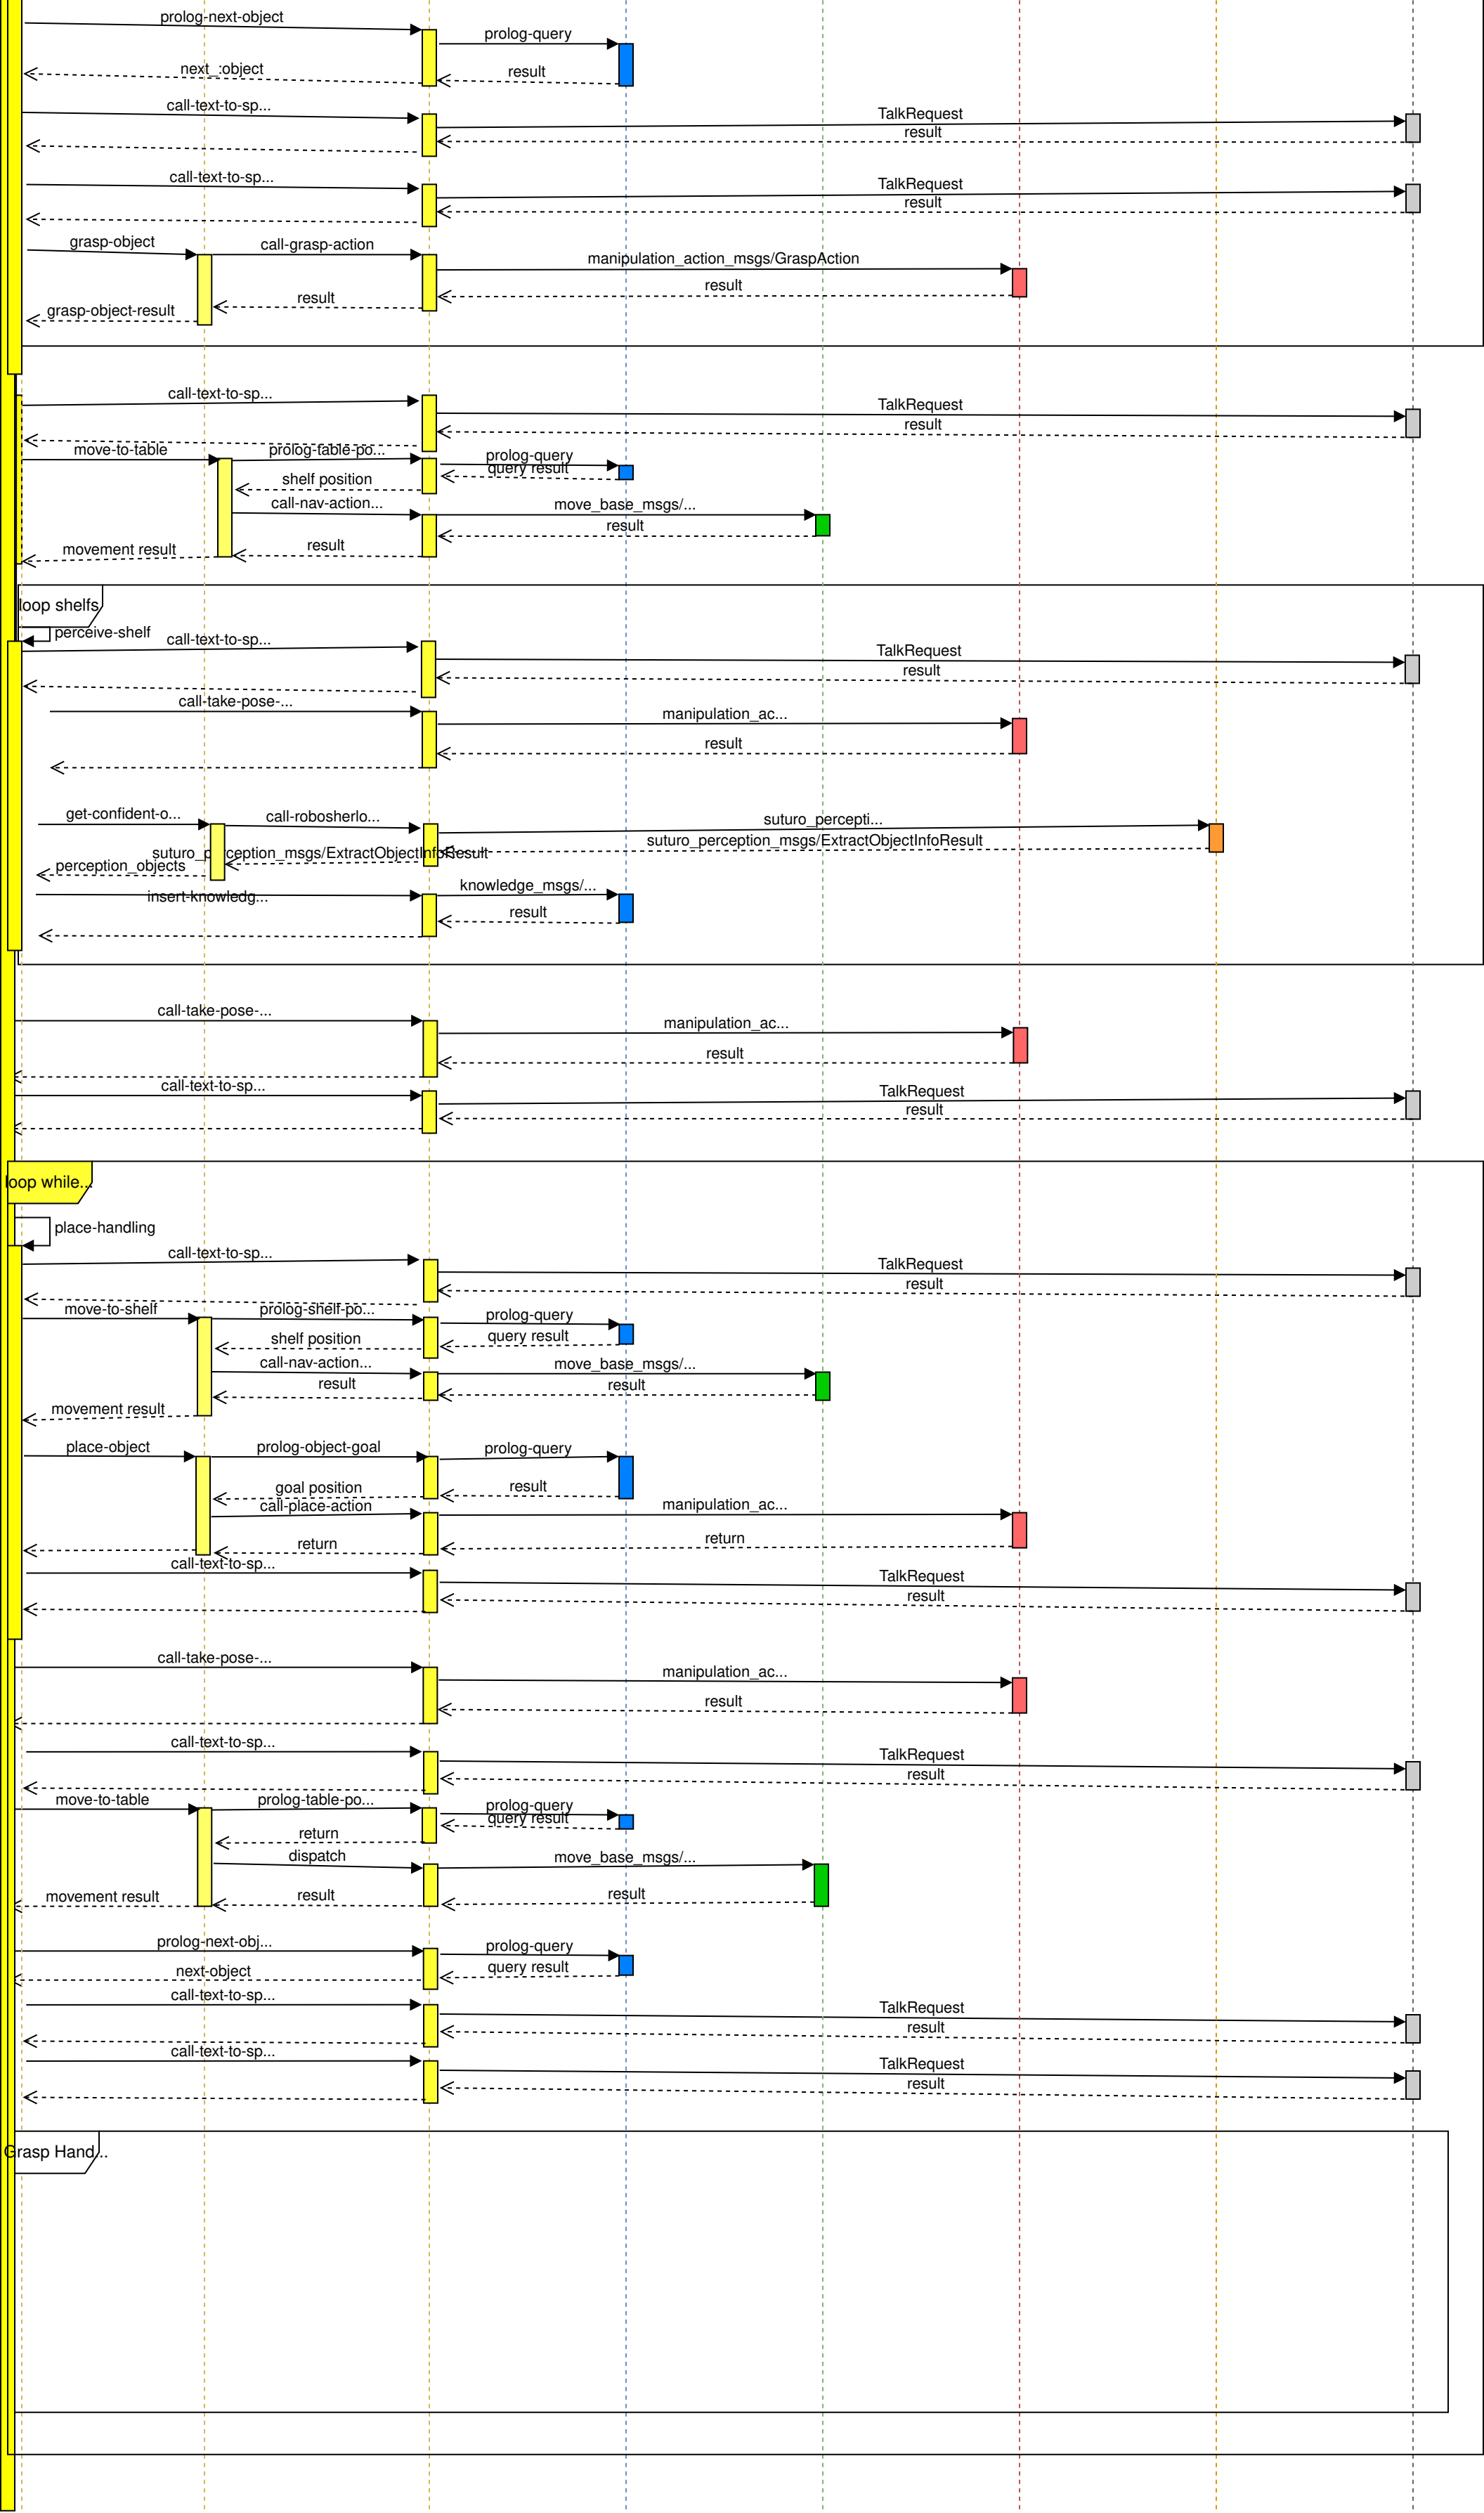 prolog-next-object
prolog-query
next_:object
result
call-text-to-sp...
TalkRequest
result
call-text-to-sp...
TalkRequest
result
grasp-object
call-grasp-action
manipulation_action_msgs/GraspAction
result
result
grasp-object-result
call-text-to-sp...
TalkRequest
result
move-to-table
prolog-table-po...
prolog-query
query result
shelf position
call-nav-action...
move_base_msgs/...
result
result
movement result
loop shelfs
perceive-shelf
call-text-to-sp...
TalkRequest
result
call-take-pose-...
manipulation_ac...
result
get-confident-o...
call-robosherlo...
suturo_percepti...
suturo_perception_msgs/ExtractObjectInfoResult
suturo_perception_msgs/ExtractObjectInfoResult
perception_objects
insert-knowledg...
knowledge_msgs/...
result
call-take-pose-...
manipulation_ac...
result
call-text-to-sp...
TalkRequest
result
loop while...
place-handling
call-text-to-sp...
TalkRequest
result
move-to-shelf
prolog-shelf-po...
prolog-query
shelf position
query result
call-nav-action...
move_base_msgs/...
result
result
movement result
place-object
prolog-object-goal
prolog-query
goal position
result
call-place-action
manipulation_ac...
return
return
call-text-to-sp...
TalkRequest
result
call-take-pose-...
manipulation_ac...
result
call-text-to-sp...
TalkRequest
result
move-to-table
prolog-table-po...
prolog-query
query result
return
dispatch
move_base_msgs/...
movement result
result
result
prolog-next-obj...
prolog-query
next-object
query result
call-text-to-sp...
TalkRequest
result
call-text-to-sp...
TalkRequest
result
Grasp Hand...